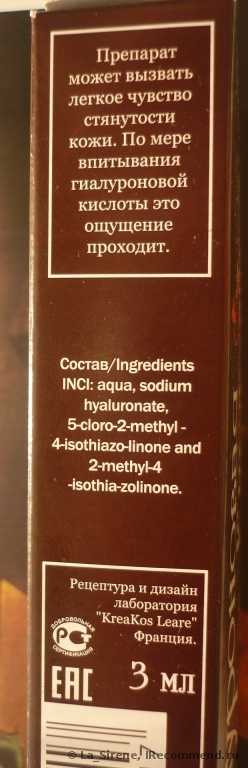 Препарат
может вызвать
легкое чувство
стянутости
кожи. По мере
впитывания
гиалуроновой
кислоты это
ощущение
проходит.
Состав/Ingredients
INCI: aqua, sodium
hyaluronate,
5-cloro-2-methyl -
4-isothiazo-linone and
2-methyl-4
-isothia-zolinone.
Рецептура и дизайн
лаборатория
"KreaKos Leare"
Франция.
ДОБРОВОЛЬНАЯ
РСТ
СЕРТИФИКАЦИЯ
ЕАС
3 мл
© La_Sirene, IRecommend.ru